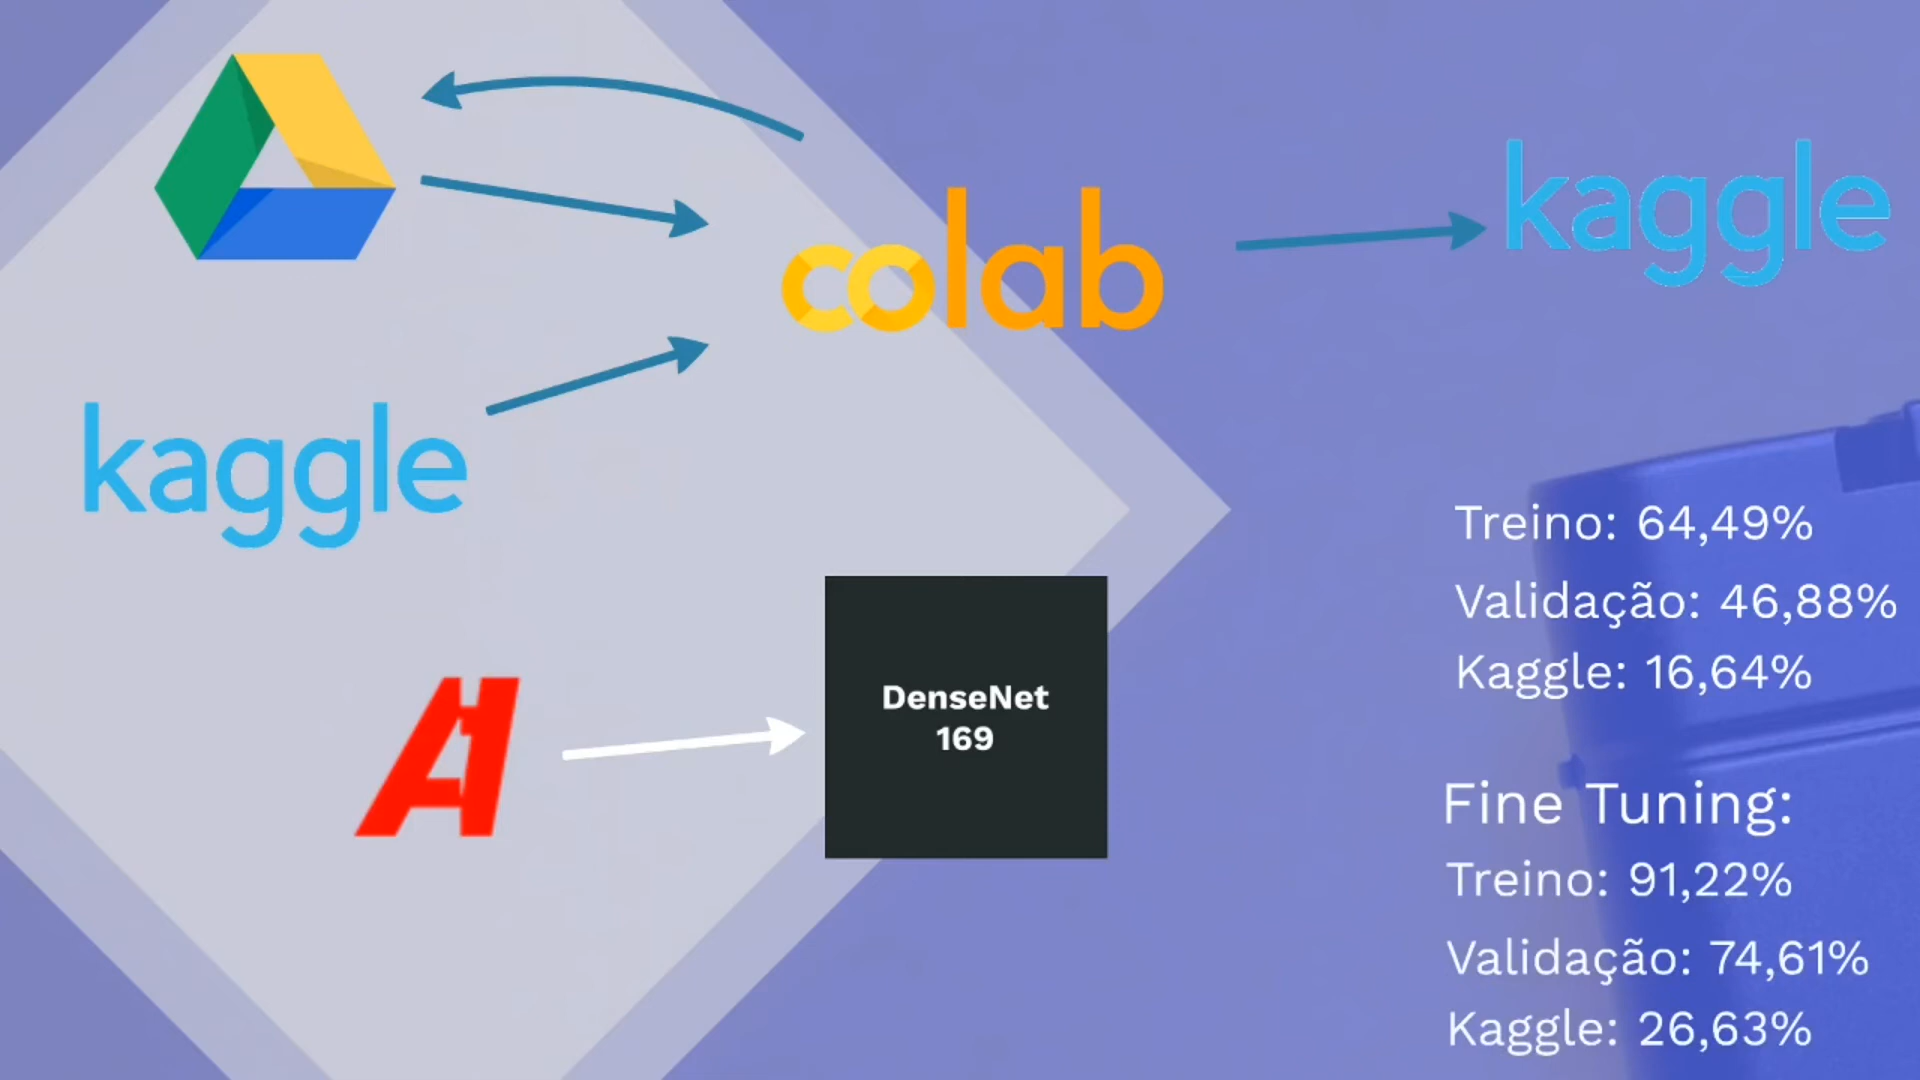 colab
kaggle
kaggle
Treino: 64,49%
Validação: 46,88%
Kaggle: 16,64%
DenseNet
169
AI
Fine Tuning:
Treino: 91,22%
Validação: 74,61%
Kaggle: 26,63%